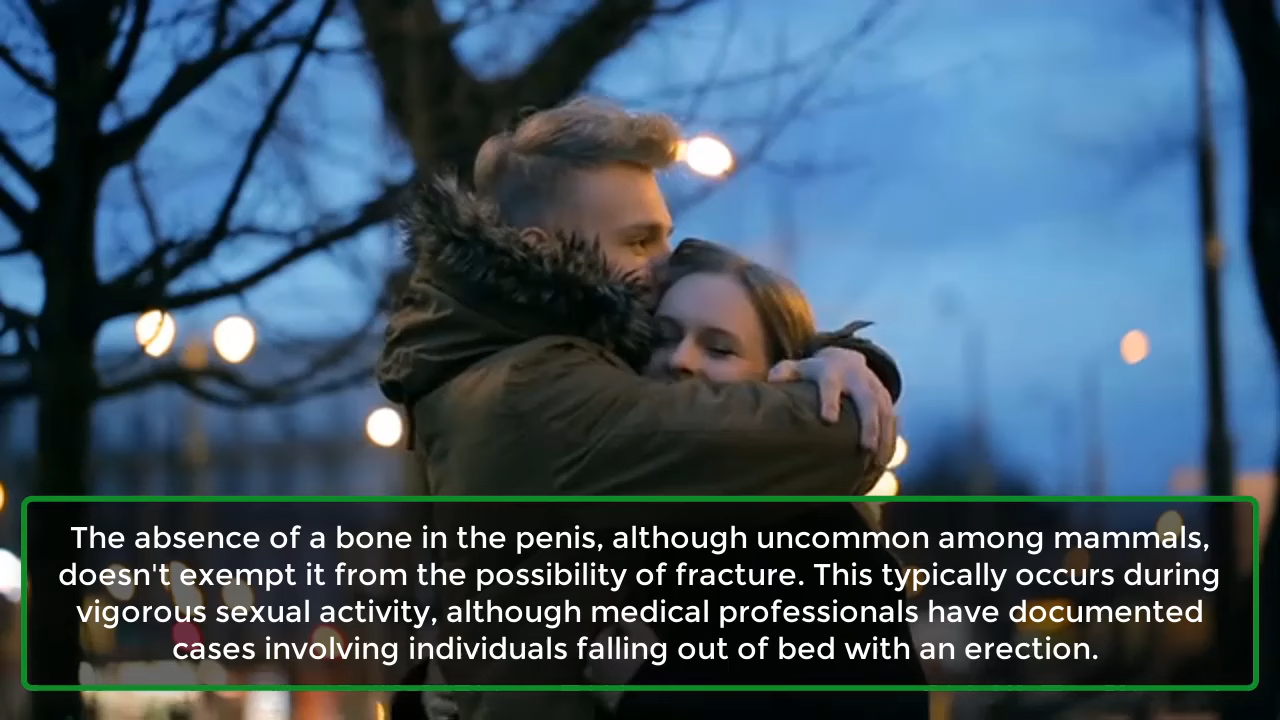 The absence of a bone in the penis, although uncommon among mammals,
doesn't exempt it from the possibility of fracture. This typically occurs during
vigorous sexual activity, although medical professionals have documented
cases involving individuals falling out of bed with an erection.